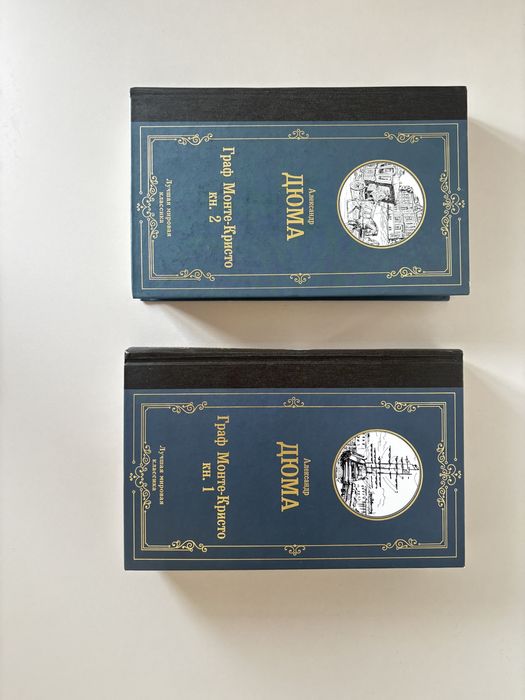 Александр
ДЮМА
Граф Монте-Кристо
кн. 2
Лучшая мировая
классика
Александр
ДЮМА
Граф Монте-Кристо
кн. 1
Лучшая мировая
классика